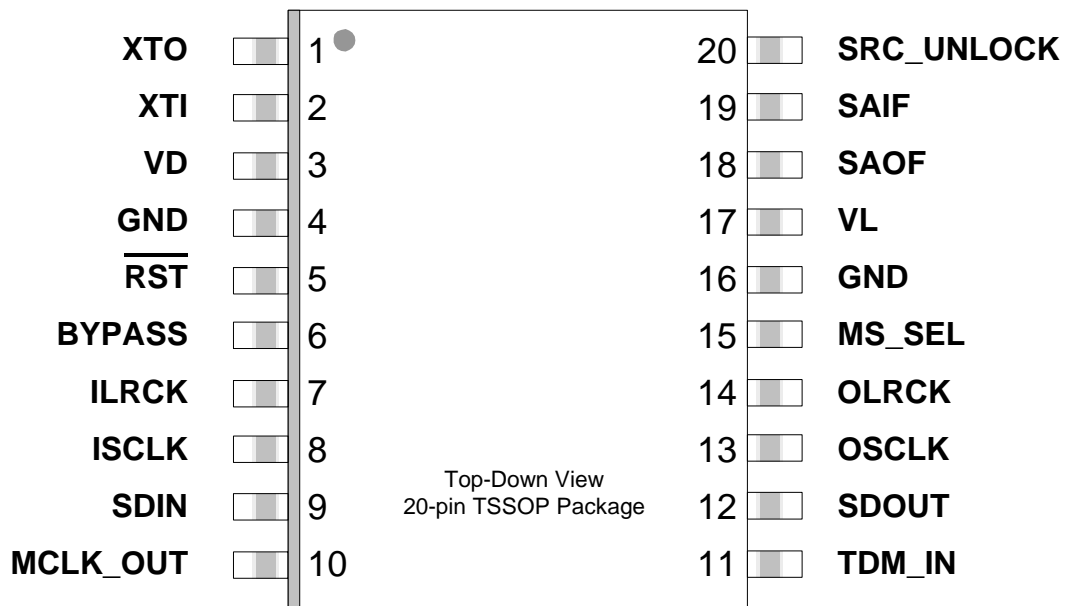 XTO 1 20 SRC_UNLOCK
XTI 2 19 SAIF
VD 3 18 SAOF
GND 4 17 VL
R̅S̅T̅ 5 16 GND
BYPASS 6 15 MS_SEL
ILRCK 7 14 OLRCK
ISCLK 8 13 OSCLK
Top-Down View
SDIN 9 20-pin TSSOP Package 12 SDOUT
MCLK_OUT 10 11 TDM_IN